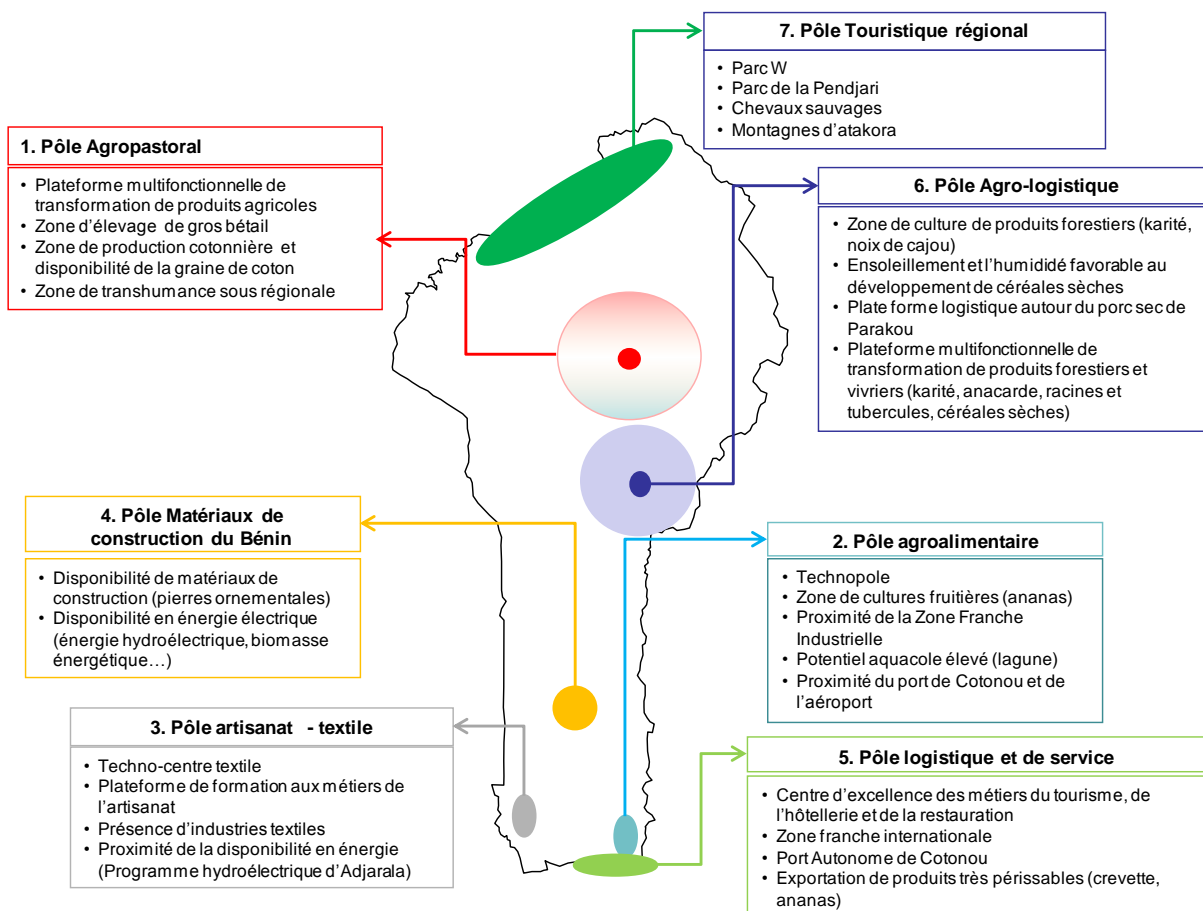 7. Pôle Touristique régional
• Parc W
• Parc de la Pendjari
• Chevaux sauvages
• Montagnes d'atakora
1. Pôle Agropastoral
• Plateforme multifonctionnelle de
transformation de produits agricoles
• Zone d'élevage de gros bétail
• Zone de production cotonnière et
disponibilité de la graine de coton
• Zone de transhumance sous régionale
6. Pôle Agro-logistique
• Zone de culture de produits forestiers (karité,
noix de cajou)
• Ensoleillement et l'humididé favorable au
développement de céréales sèches
• Plate forme logistique autour du porc sec de
Parakou
• Plateforme multifonctionnelle de
transformation de produits forestiers et
vivriers (karité, anacarde, racines et
tubercules, céréales sèches)
4. Pôle Matériaux de
construction du Bénin
• Disponibilité de matériaux de
construction (pierres ornementales)
• Disponibilité en énergie électrique
(énergie hydroélectrique, biomasse
énergétique…)
2. Pôle agroalimentaire
• Technopole
• Zone de cultures fruitières (ananas)
• Proximité de la Zone Franche
Industrielle
• Potentiel aquacole élevé (lagune)
• Proximité du port de Cotonou et de
l'aéroport
3. Pôle artisanat - textile
• Techno-centre textile
• Plateforme de formation aux métiers de
l'artisanat
• Présence d'industries textiles
• Proximité de la disponibilité en énergie
(Programme hydroélectrique d'Adjarala)
5. Pôle logistique et de service
• Centre d'excellence des métiers du tourisme, de
l'hôtellerie et de la restauration
• Zone franche internationale
• Port Autonome de Cotonou
• Exportation de produits très périssables (crevette,
ananas)